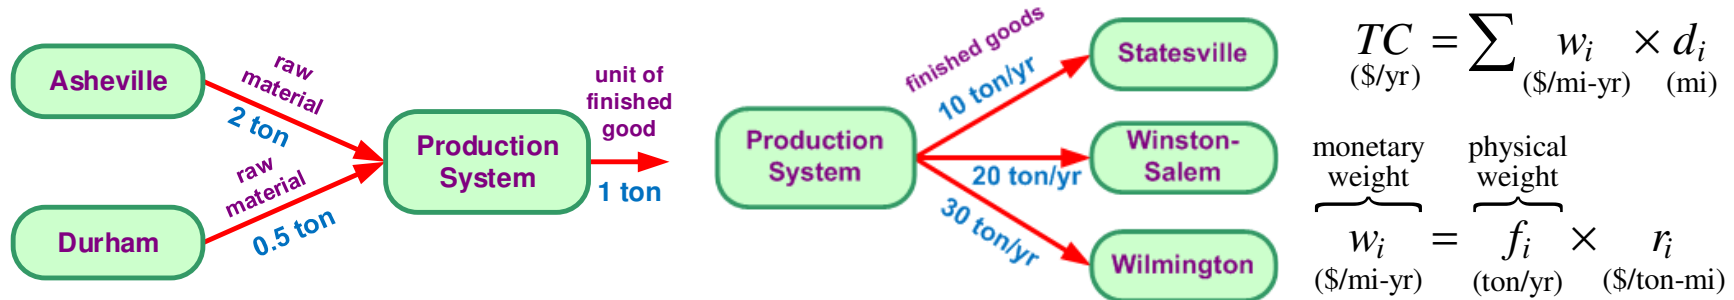 Asheville
raw
material
2 ton
Durham
raw
material
0.5 ton
Production
System
unit of
finished
good
1 ton
Production
System
finished goods
10 ton/yr
20 ton/yr
30 ton/yr
Statesville
Winston-
Salem
Wilmington
TC = ∑ wᵢ × dᵢ
($/yr) ($/mi-yr) (mi)
monetary physical
weight weight
wᵢ = fᵢ × rᵢ
($/mi-yr) (ton/yr) ($/ton-mi)